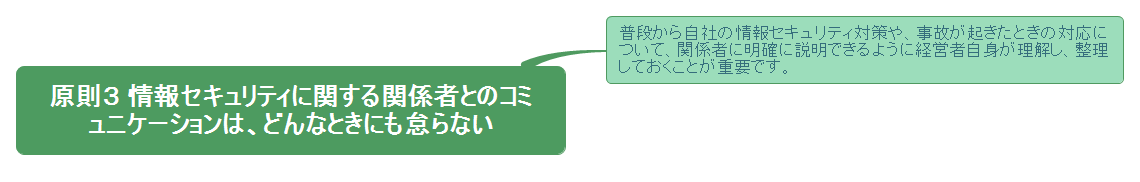 原則３ 情報セキュリティに関する関係者とのコミ
ュニケーションは、どんなときにも怠らない
普段から自社の情報セキュリティ対策や、事故が起きたときの対応に
ついて、関係者に明確に説明できるように経営者自身が理解し、整理
しておくことが重要です。